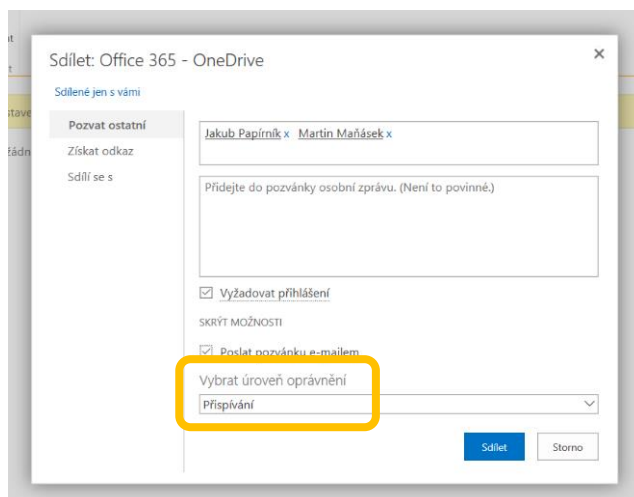 Sdílet: Office 365 - OneDrive
Sdílené jen s vámi
Pozvat ostatní
Získat odkaz
Sdílí se s
Jakub Papírník x Martin Maňásek x
Přidejte do pozvánky osobní zprávu. (Není to povinné.)
Vyžadovat přihlášení
SKRÝT MOŽNOSTI
Poslat pozvánku e-mailem
Vybrat úroveň oprávnění
Přispívání
Sdílet Storno